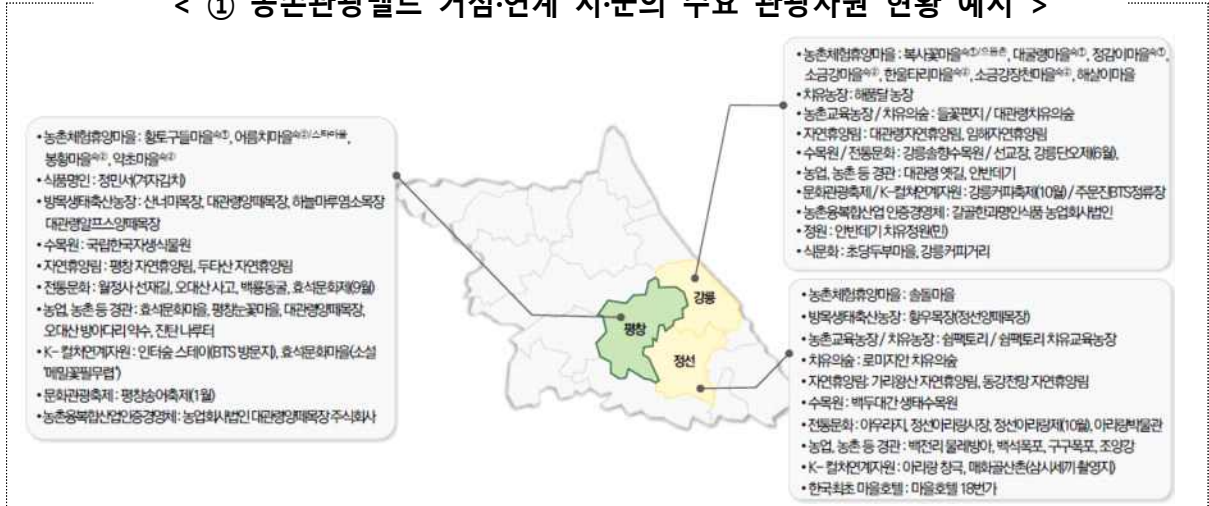 < ① 농촌관광벨트 거점·연계 시·군의 주요 관광자원 현황 예시 >
• 농촌체험휴양마을 : 황토구들마을숙①, 어름치마을숙②/스타마을,
봉황마을숙②, 약초마을숙②
• 식품명인 : 정민서(갓김치)
• 방목생태축산농장 : 산너미목장, 대관령양떼목장, 하늘마루염소목장
대관령알프스양떼목장
• 수목원 : 국립한국자생식물원
• 자연휴양림 : 평창 자연휴양림, 두타산 자연휴양림
• 전통문화 : 월정사 선재길, 오대산 사고, 백룡동굴, 효석문화제(9월)
• 농업, 농촌 등 경관 : 효석문화마을, 평창눈꽃마을, 대관령양떼목장,
오대산 방아다리 약수, 진탄 나루터
• K-컬처연계자원 : 인터숲 스테이(BTS 방문지), 효석문화마을(소설
'메밀꽃필무렵')
• 문화관광축제 : 평창송어축제(1월)
• 농촌융복합산업인증경영체 : 농업회사법인 대관령양떼목장 주식회사
• 농촌체험휴양마을 : 복사꽃마을숙①/으뜸촌, 대굴령마을숙①, 정감이마을숙①,
소금강마을숙②, 한울타리마을숙②, 소금강장천마을숙②, 해살이마을
• 치유농장 : 해품달 농장
• 농촌교육농장 / 치유의숲 : 들꽃편지 / 대관령치유의숲
• 자연휴양림 : 대관령자연휴양림, 임해자연휴양림
• 수목원 / 전통문화 : 강릉솔향수목원 / 선교장, 강릉단오제(6월),
• 농업, 농촌 등 경관 : 대관령 옛길, 안반데기
• 문화관광축제 / K-컬처연계자원 : 강릉커피축제(10월) / 주문진BTS정류장
• 농촌융복합산업 인증경영체 : 갈골한과명인식품 농업회사법인
• 정원 : 안반데기 치유정원(민)
• 식문화 : 초당두부마을, 강릉커피거리
강릉
평창
정선
• 농촌체험휴양마을 : 솔돌마을
• 방목생태축산농장 : 황우목장(정선양떼목장)
• 농촌교육농장 / 치유농장 : 쉼팩토리 / 쉼팩토리 치유교육농장
• 치유의숲 : 로미지안 치유의숲
• 자연휴양림: 가리왕산 자연휴양림, 동강전망 자연휴양림
• 수목원 : 백두대간 생태수목원
• 전통문화 : 아우라지, 정선아리랑시장, 정선아리랑제(10월), 아리랑박물관
• 농업, 농촌 등 경관 : 백전리 물레방아, 백석폭포, 구구폭포, 조양강
• K-컬처연계자원 : 아리랑 창극, 매화골산촌(삼시세끼 촬영지)
• 한국최초 마을호텔 : 마을호텔 18번가